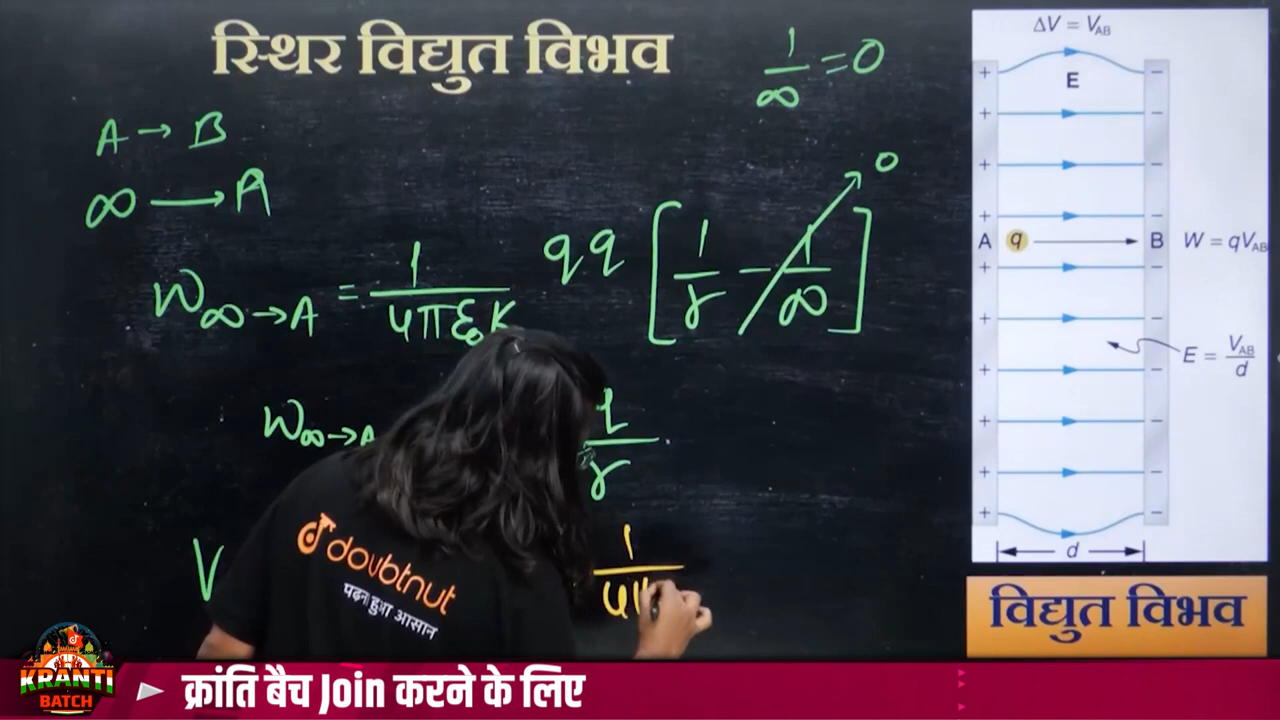 स्थिर विद्युत विभव
1/∞ = 0
A → B
∞ → A
W∞→A = 1/4πε₀K qq [1/r - 1/∞] → 0
W∞→A q/r
V 1/4π
doubtnut
पढ़ना हुआ आसान
ΔV = VAB
E
A q B W = qVAB
E = VAB/d
d
विद्युत विभव
KRANTI
BATCH
क्रांति बैच Join करने के लिए